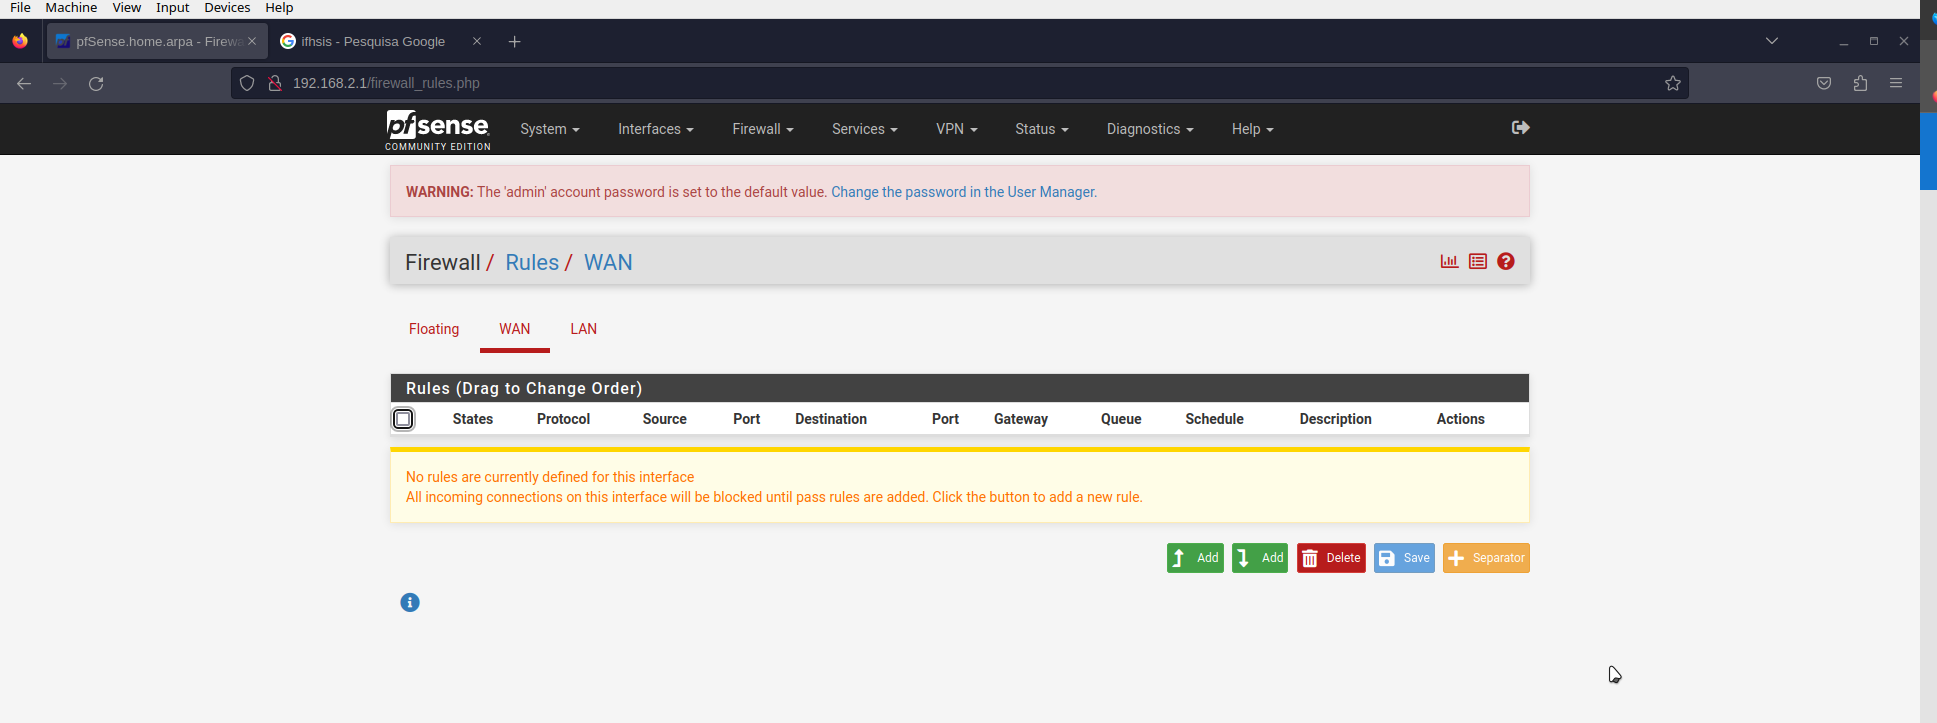 File Machine View Input Devices Help
pfSense.home.arpa - Firewa
ifhsis - Pesquisa Google
192.168.2.1/firewall_rules.php
pfsense
COMMUNITY EDITION
System Interfaces Firewall Services VPN Status Diagnostics Help
WARNING: The 'admin' account password is set to the default value. Change the password in the User Manager.
Firewall / Rules / WAN
Floating WAN LAN
Rules (Drag to Change Order)
States Protocol Source Port Destination Port Gateway Queue Schedule Description Actions
No rules are currently defined for this interface
All incoming connections on this interface will be blocked until pass rules are added. Click the button to add a new rule.
Add Add Delete Save Separator